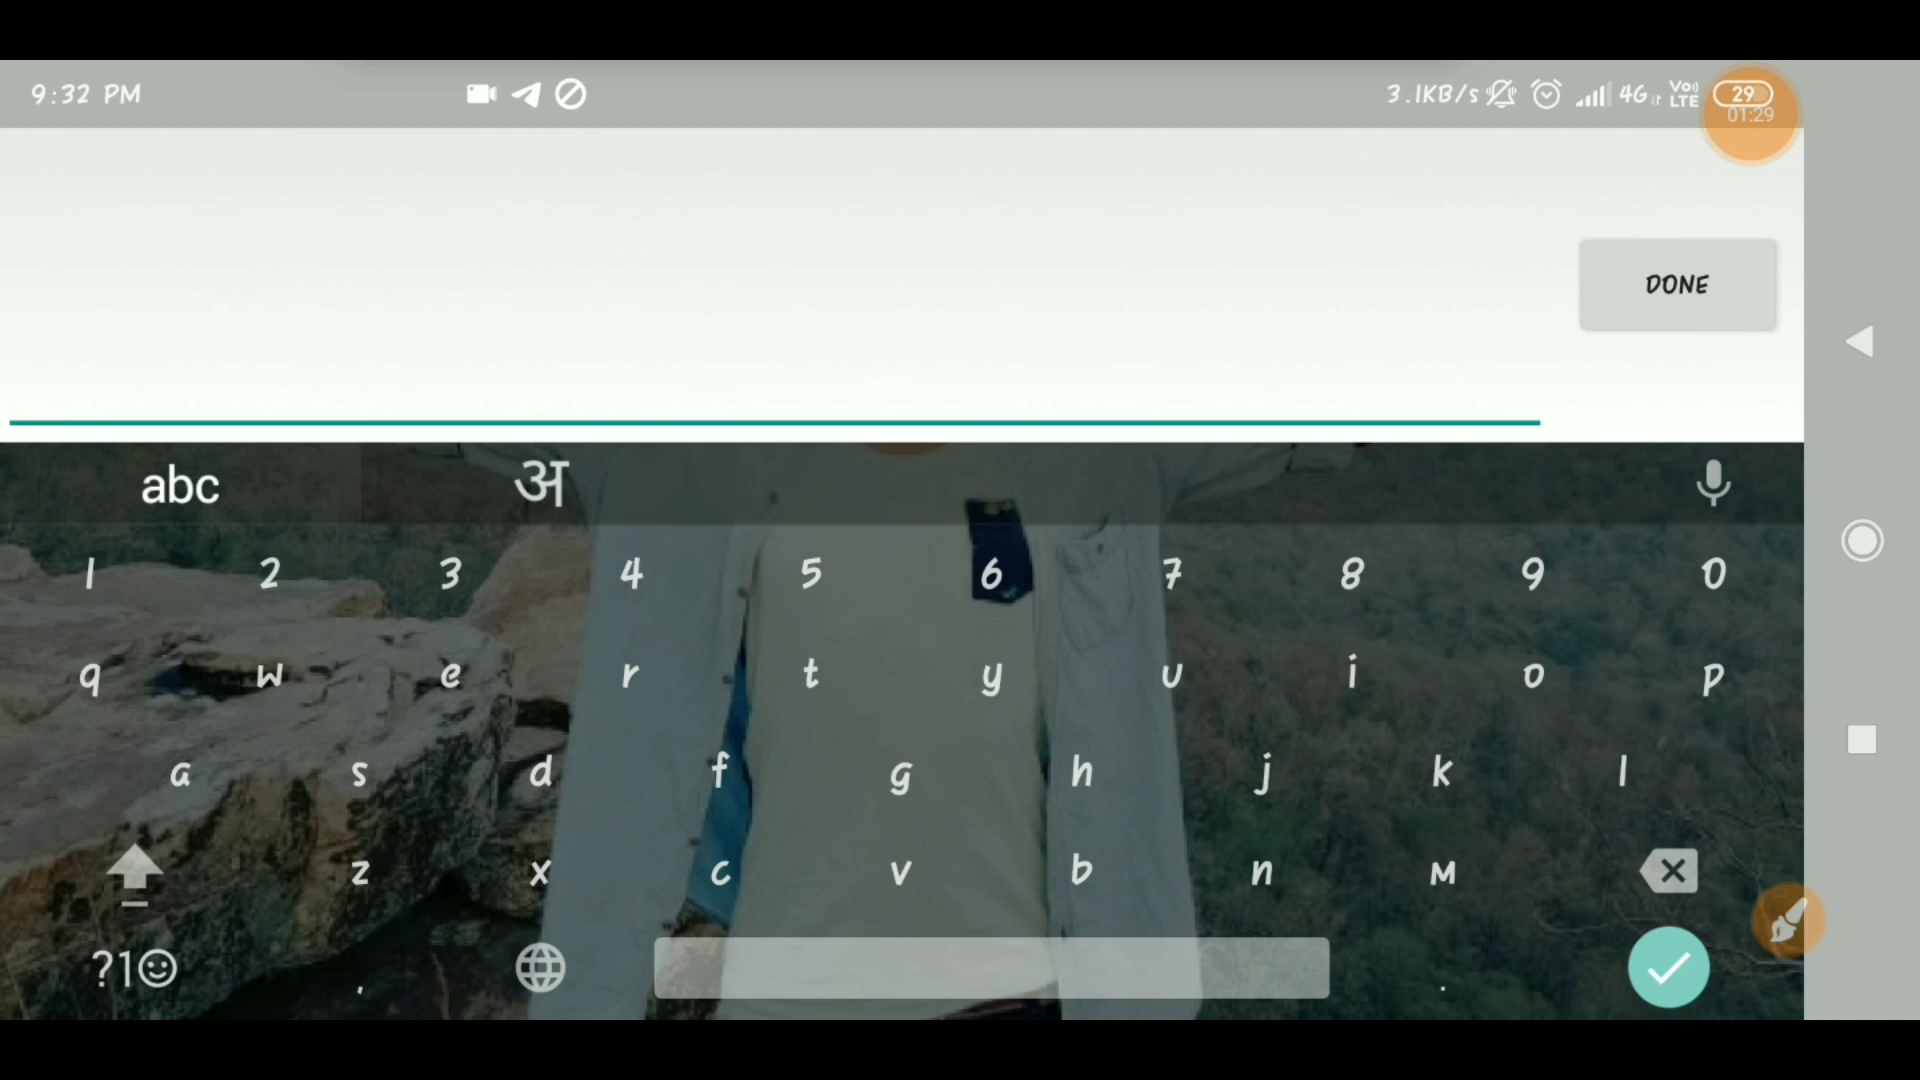 9:32 PM 3.1KB/s 4G Vo) LTE 29
01:29
DONE
abc अ
1 2 3 4 5 6 7 8 9 0
q w e r t y u i o p
a s d f g h j k l
z x c v b n m
?1☺ , .